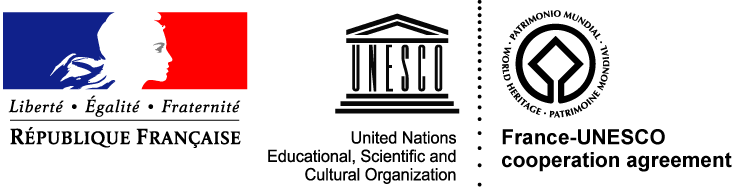 Liberté • Égalité • Fraternité
RÉPUBLIQUE FRANÇAISE
UNESCO
United Nations
Educational, Scientific and
Cultural Organization
WORLD HERITAGE • PATRIMONIO MUNDIAL • PATRIMOINE MONDIAL •
France-UNESCO
cooperation agreement